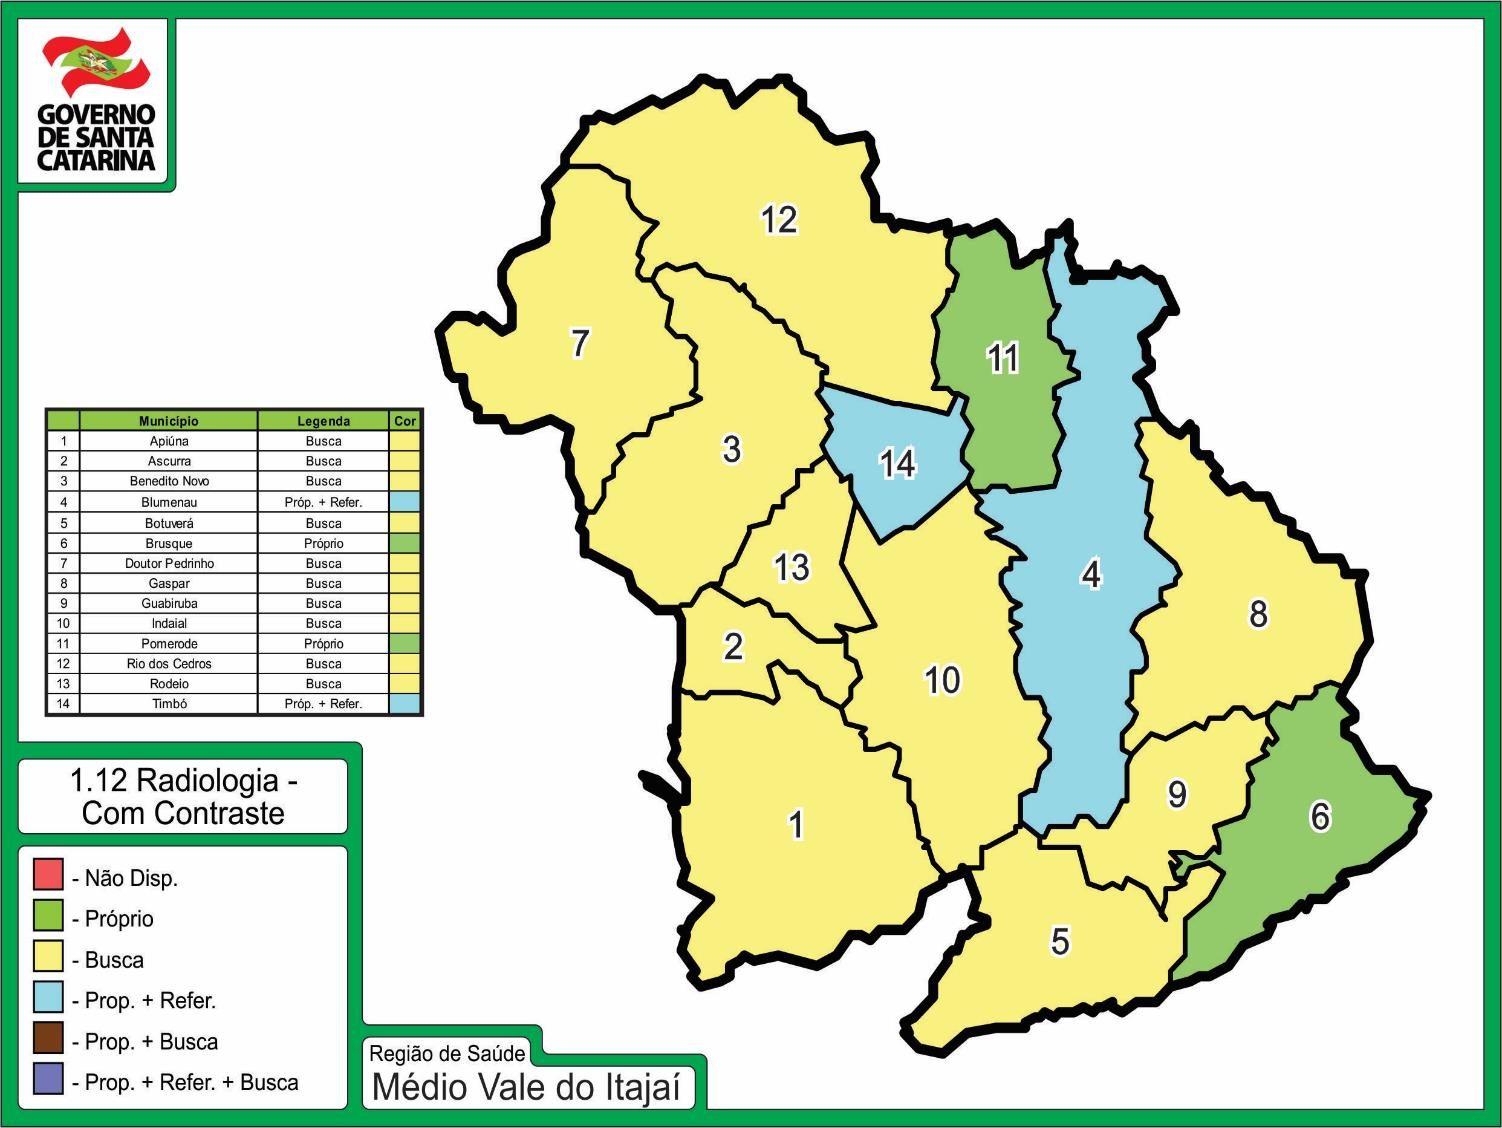 GOVERNO
DE SANTA
CATARINA
12
11
7
3
14
13
4
8
2
10
9
6
1
5
Município Legenda Cor
1 Apiúna Busca
2 Ascurra Busca
3 Benedito Novo Busca
4 Blumenau Próp. + Refer.
5 Botuverá Busca
6 Brusque Próprio
7 Doutor Pedrinho Busca
8 Gaspar Busca
9 Guabiruba Busca
10 Indaial Busca
11 Pomerode Próprio
12 Rio dos Cedros Busca
13 Rodeio Busca
14 Timbó Próp. + Refer.
1.12 Radiologia -
Com Contraste
- Não Disp.
- Próprio
- Busca
- Prop. + Refer.
- Prop. + Busca
- Prop. + Refer. + Busca
Região de Saúde
Médio Vale do Itajaí